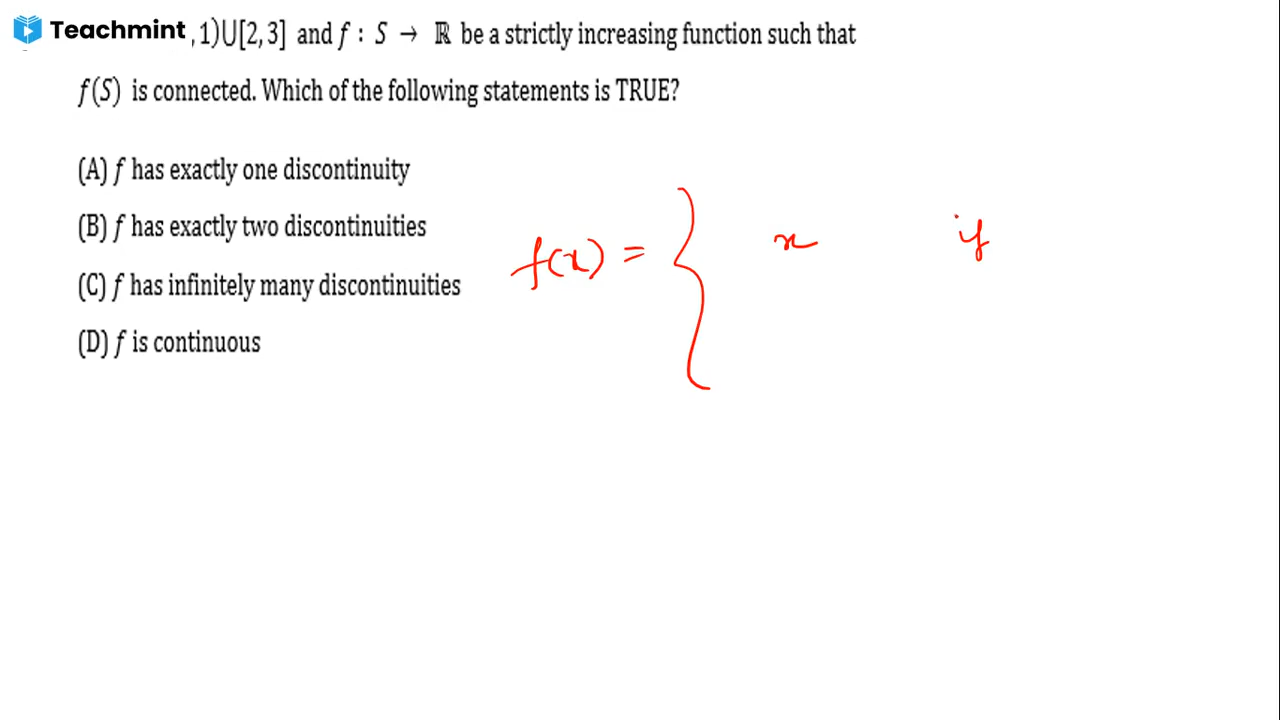 Teachmint
, 1)⋃[2, 3] and f : S → ℝ be a strictly increasing function such that
f(S) is connected. Which of the following statements is TRUE?
(A) f has exactly one discontinuity
(B) f has exactly two discontinuities
f(x) = { x if
(C) f has infinitely many discontinuities
(D) f is continuous